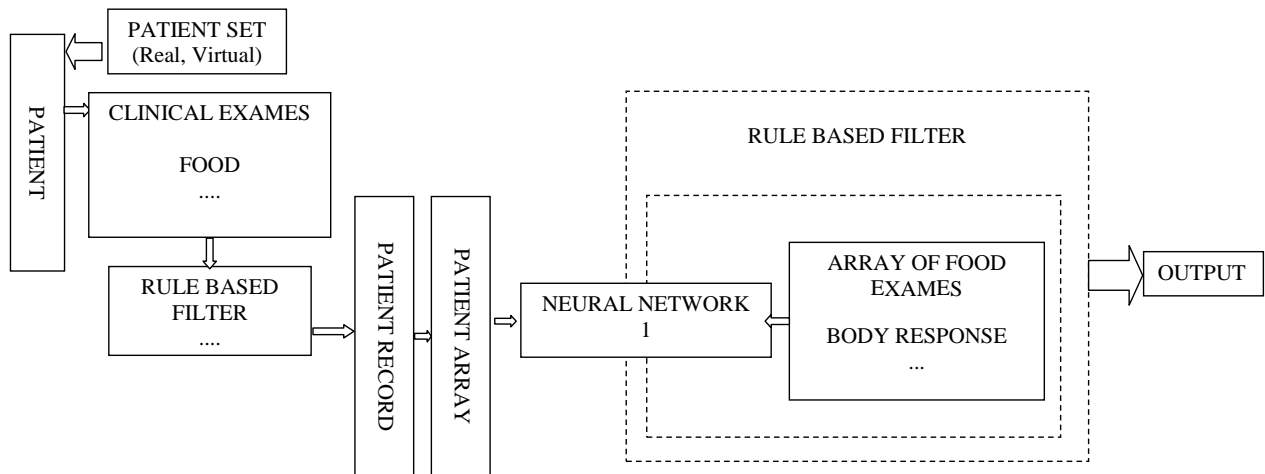 PATIENT SET
(Real, Virtual)
PATIENT
CLINICAL EXAMES
FOOD
....
RULE BASED
FILTER
....
PATIENT RECORD
PATIENT ARRAY
NEURAL NETWORK
1
RULE BASED FILTER
ARRAY OF FOOD
EXAMES
BODY RESPONSE
...
OUTPUT